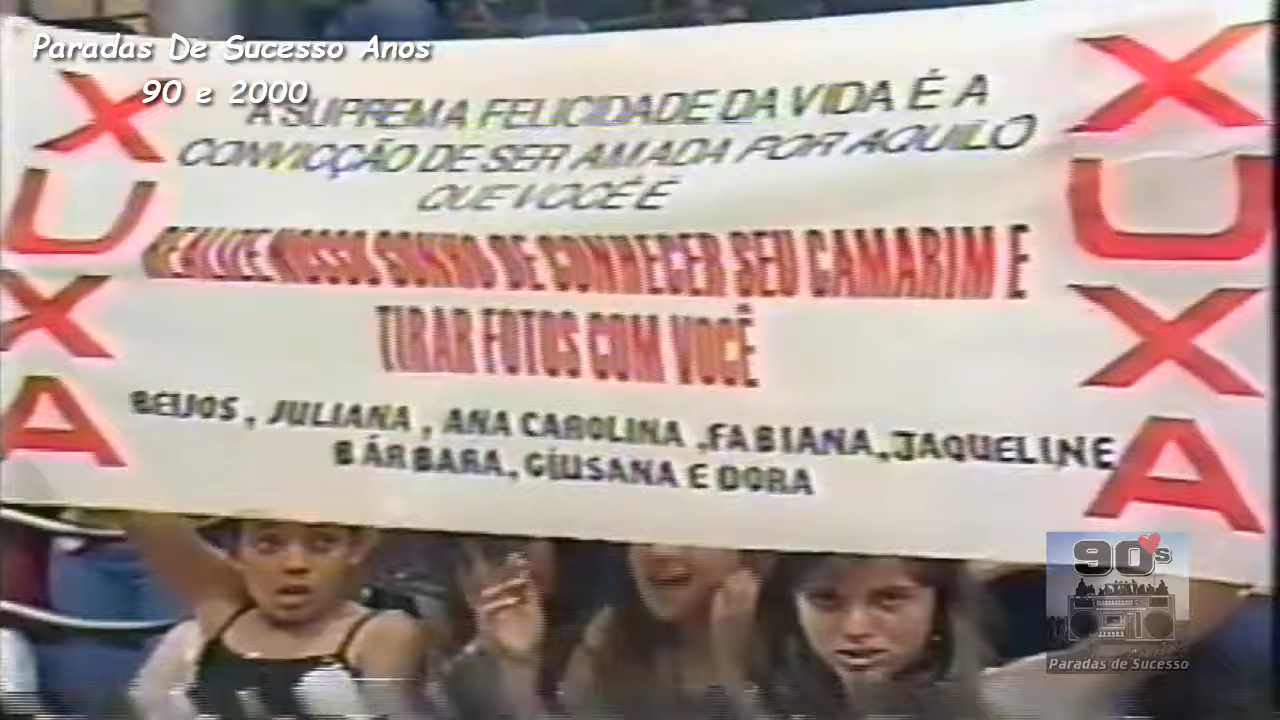 Paradas De Sucesso Anos
90 e 2000
XUXA
A SUPREMA FELICIDADE DA VIDA É A
CONVICÇÃO DE SER AMADA POR AQUILO
QUE VOCÊ É
REALIZE NOSSO SONHO DE CONHECER SEU CAMARIM E
TIRAR FOTOS COM VOCÊ
BEIJOS, JULIANA, ANA CAROLINA, FABIANA, JAQUELINE
BÁRBARA, GIUSANA E DORA
XUXA
90s
Paradas de Sucesso